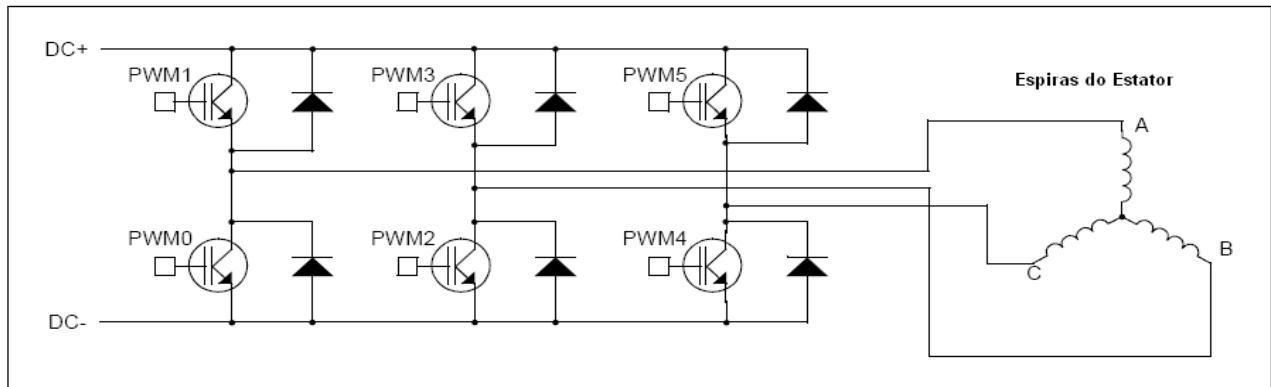 DC+
PWM1
PWM3
PWM5
Espiras do Estator
A
PWM0
PWM2
PWM4
B
C
DC-